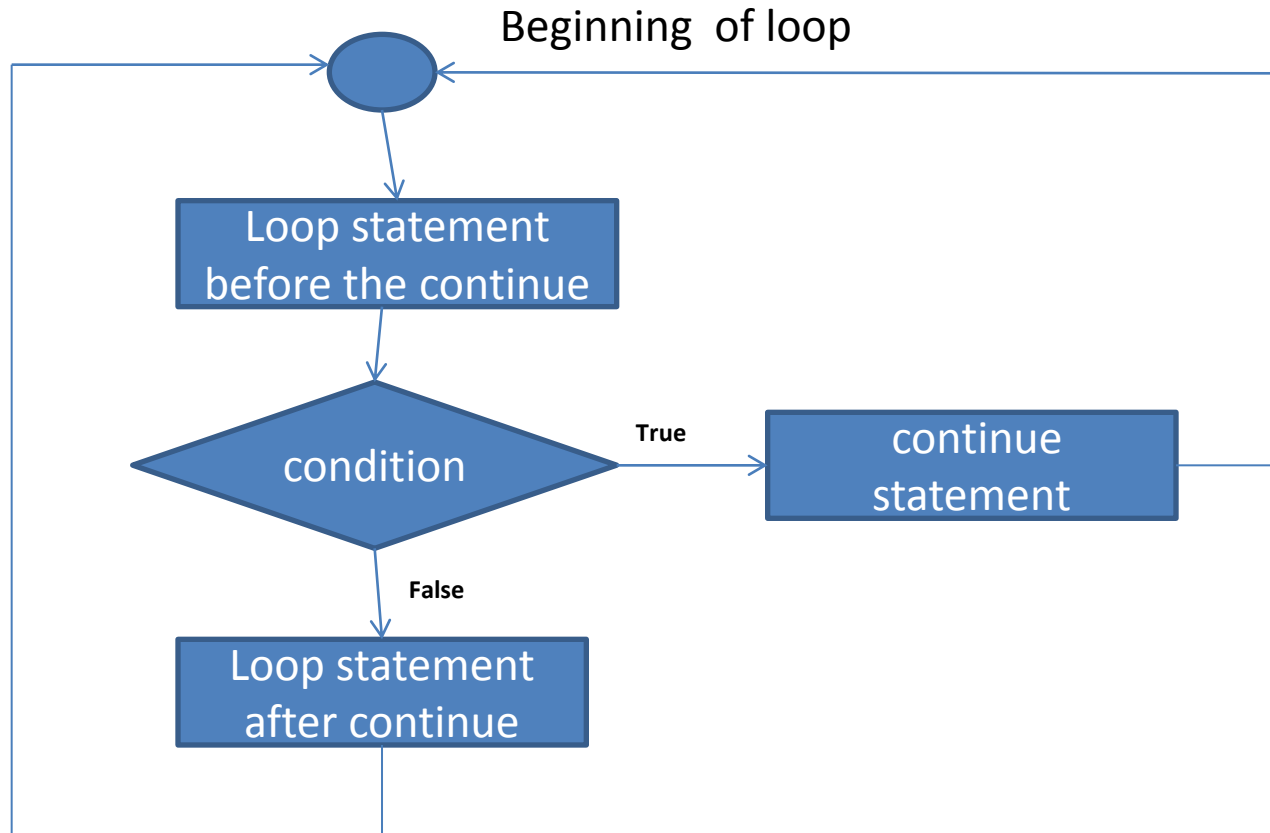 Beginning of loop
Loop statement
before the continue
condition
True
continue
statement
False
Loop statement
after continue